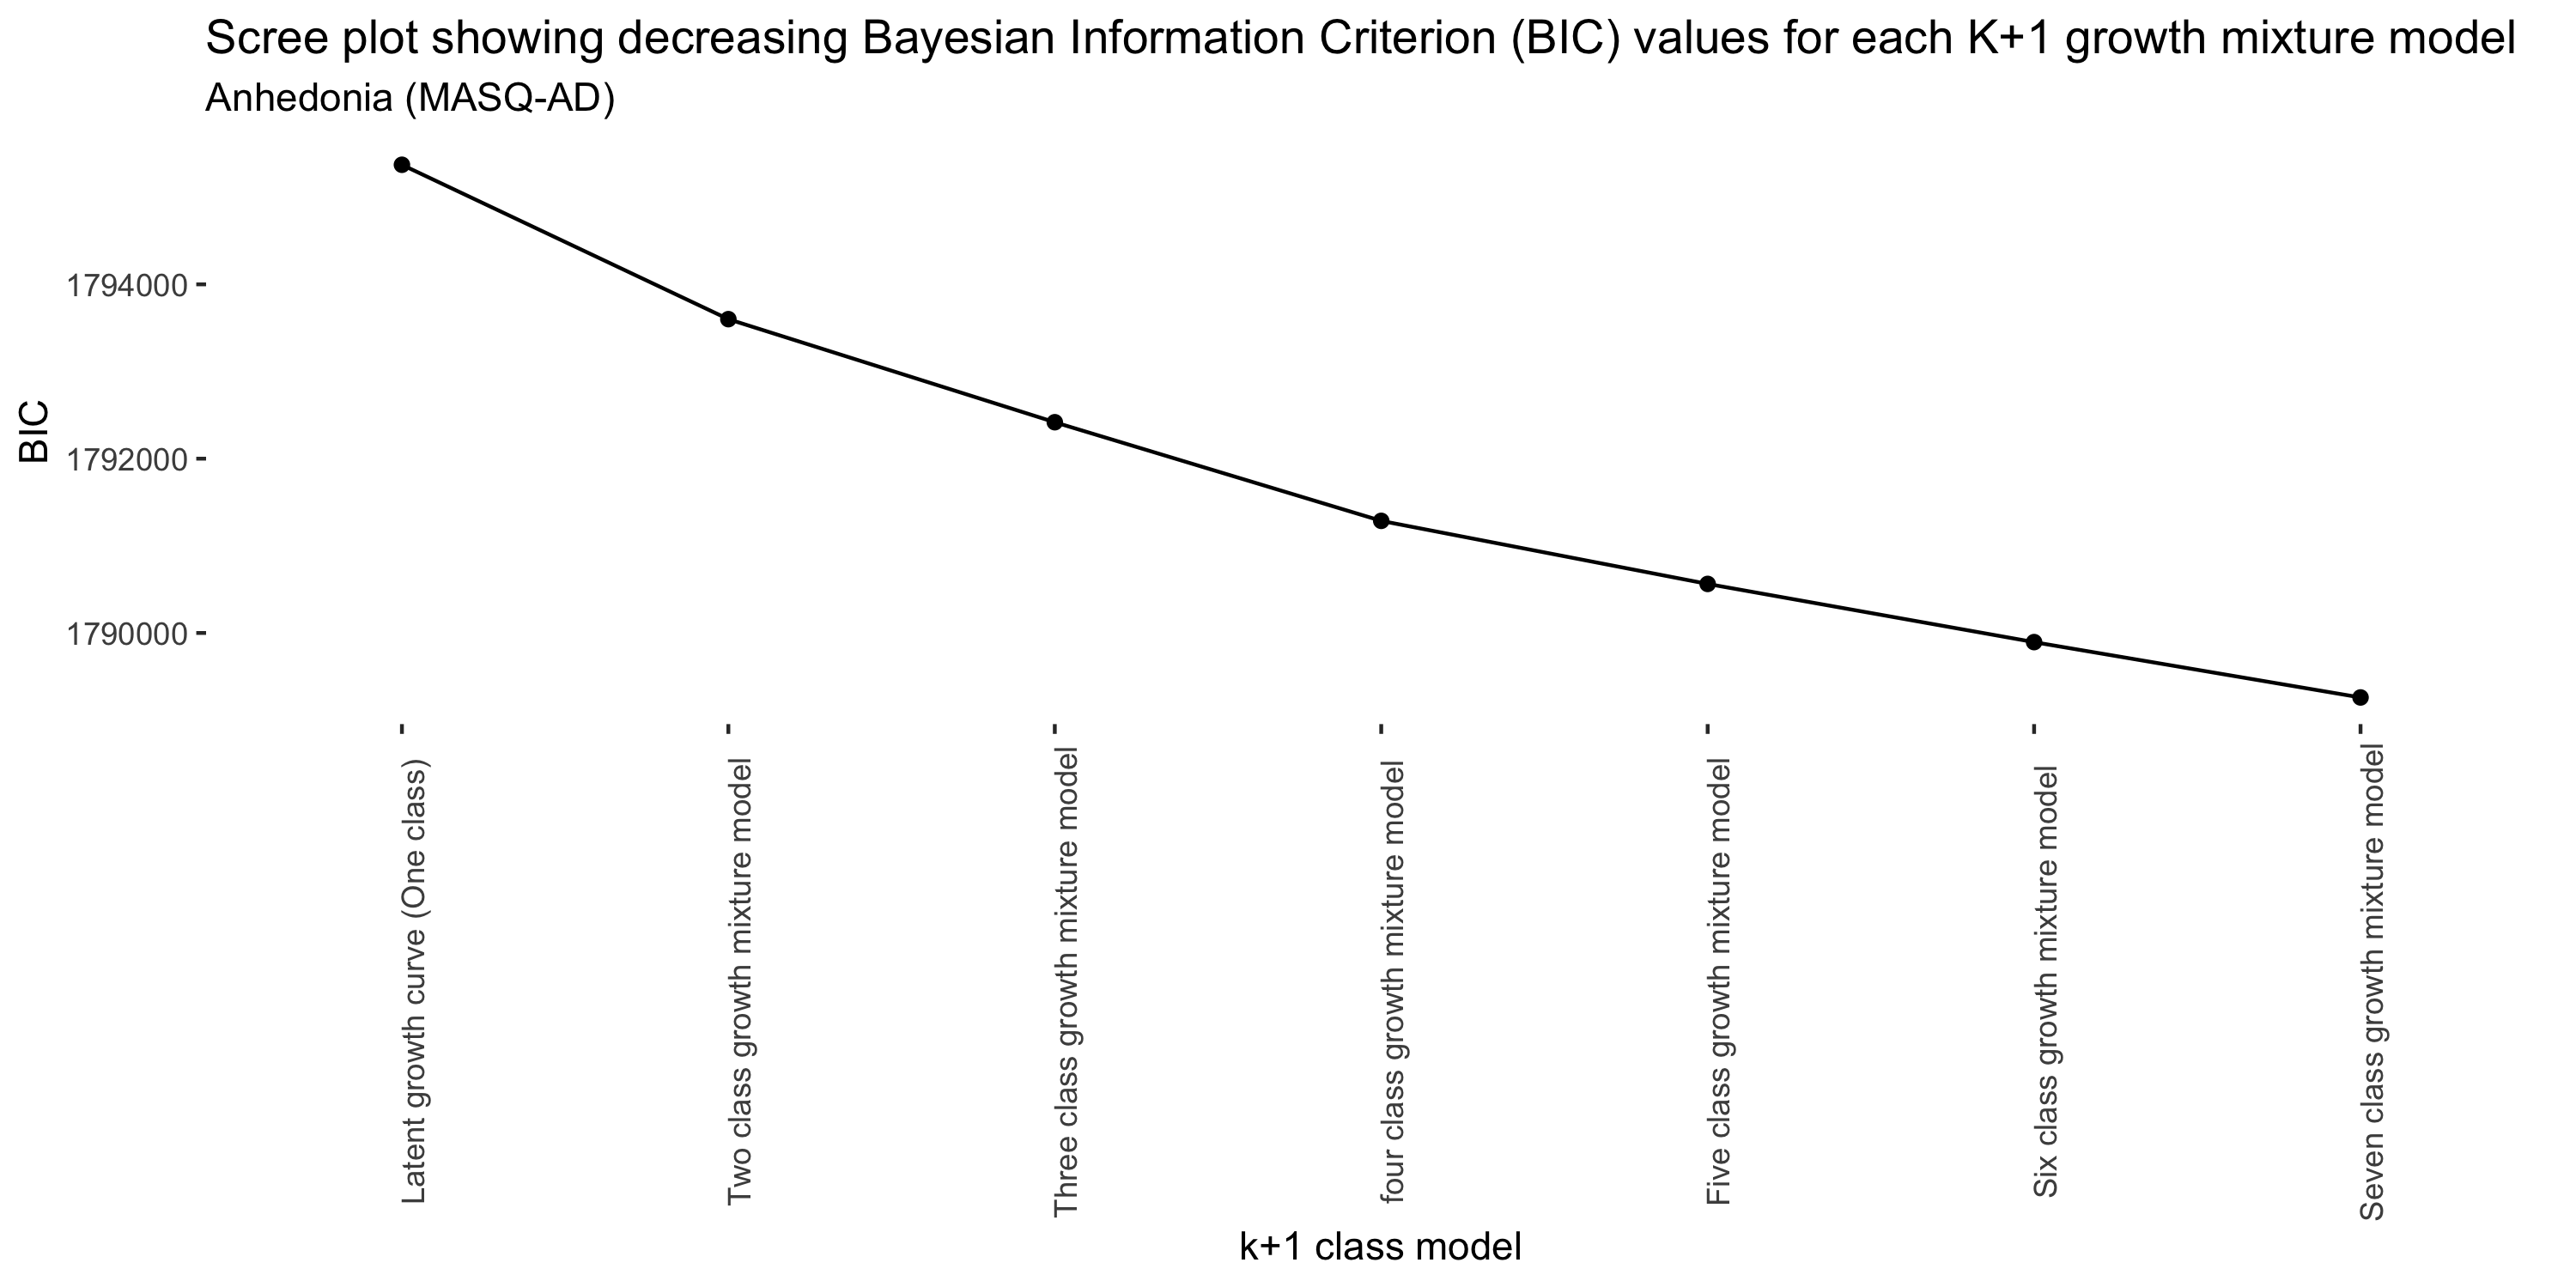 Scree plot showing decreasing Bayesian Information Criterion (BIC) values for each K+1 growth mixture model
Anhedonia (MASQ-AD)
BIC
1794000
1792000
1790000
Latent growth curve (One class)
Two class growth mixture model
Three class growth mixture model
four class growth mixture model
Five class growth mixture model
Six class growth mixture model
Seven class growth mixture model
k+1 class model